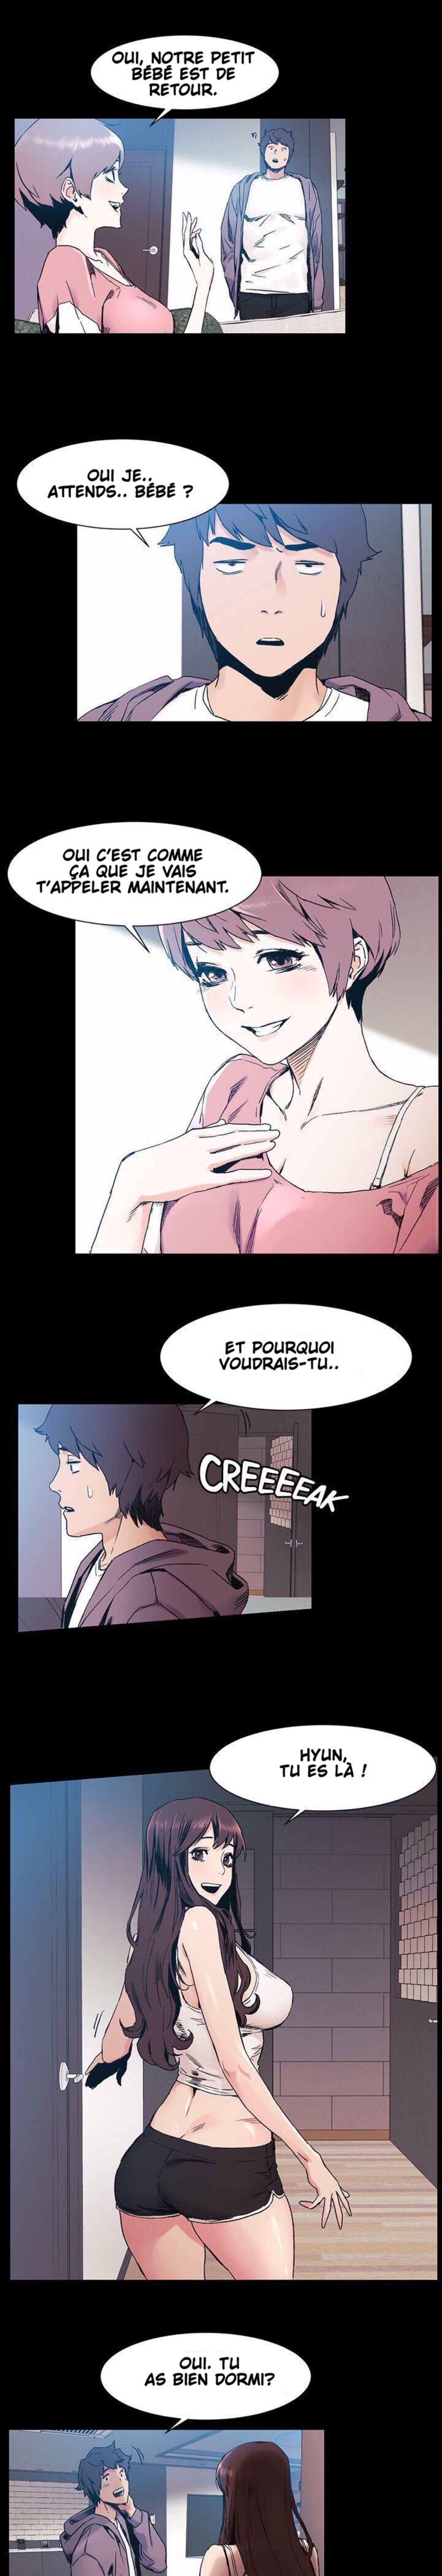 OUI, NOTRE PETIT
BÉBÉ EST DE
RETOUR.
OUI JE..
ATTENDS.. BÉBÉ ?
OUI C'EST COMME
ÇA QUE JE VAIS
T'APPELER MAINTENANT.
ET POURQUOI
VOUDRAIS-TU..
CREEEEAK
HYUN,
TU ES LÀ !
OUI. TU
AS BIEN DORMI?